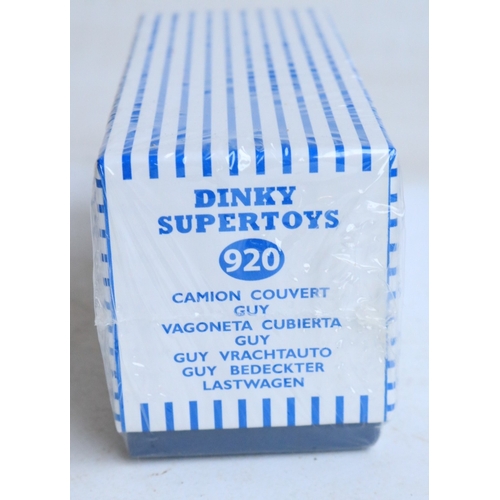 DINKY
SUPERTOYS
920
CAMION COUVERT
GUY
VAGONETA CUBIERTA
GUY
GUY VRACHTAUTO
GUY BEDECKTER
LASTWAGEN